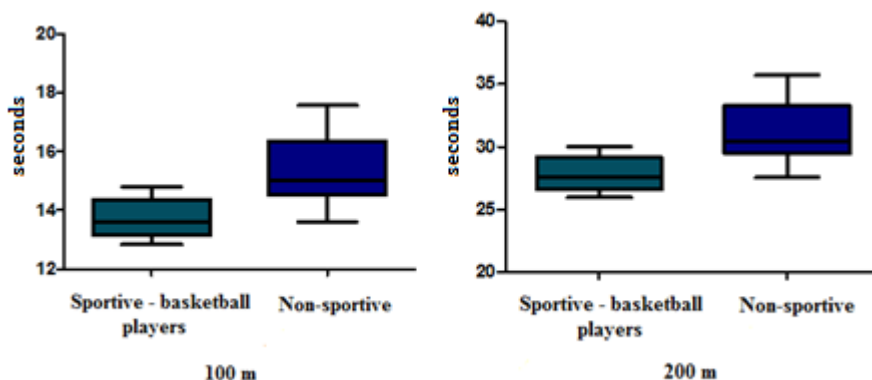 20
18
16
14
12
seconds
Sportive - basketball
players
Non-sportive
100 m
40
35
30
25
20
seconds
Sportive - basketball
players
Non-sportive
200 m